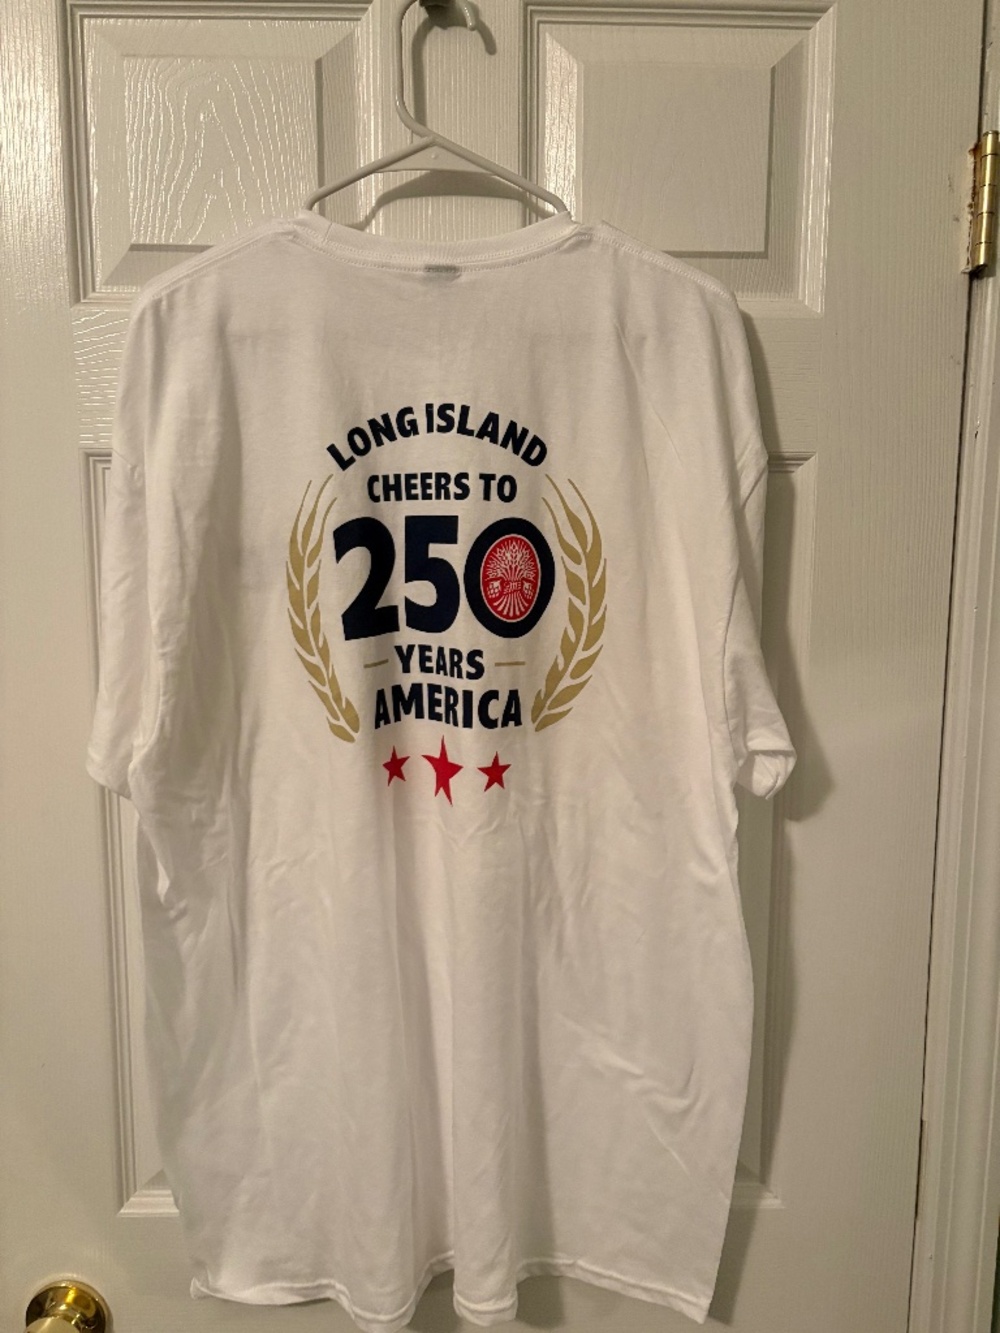 LONG ISLAND
CHEERS TO
250
YEARS
AMERICA